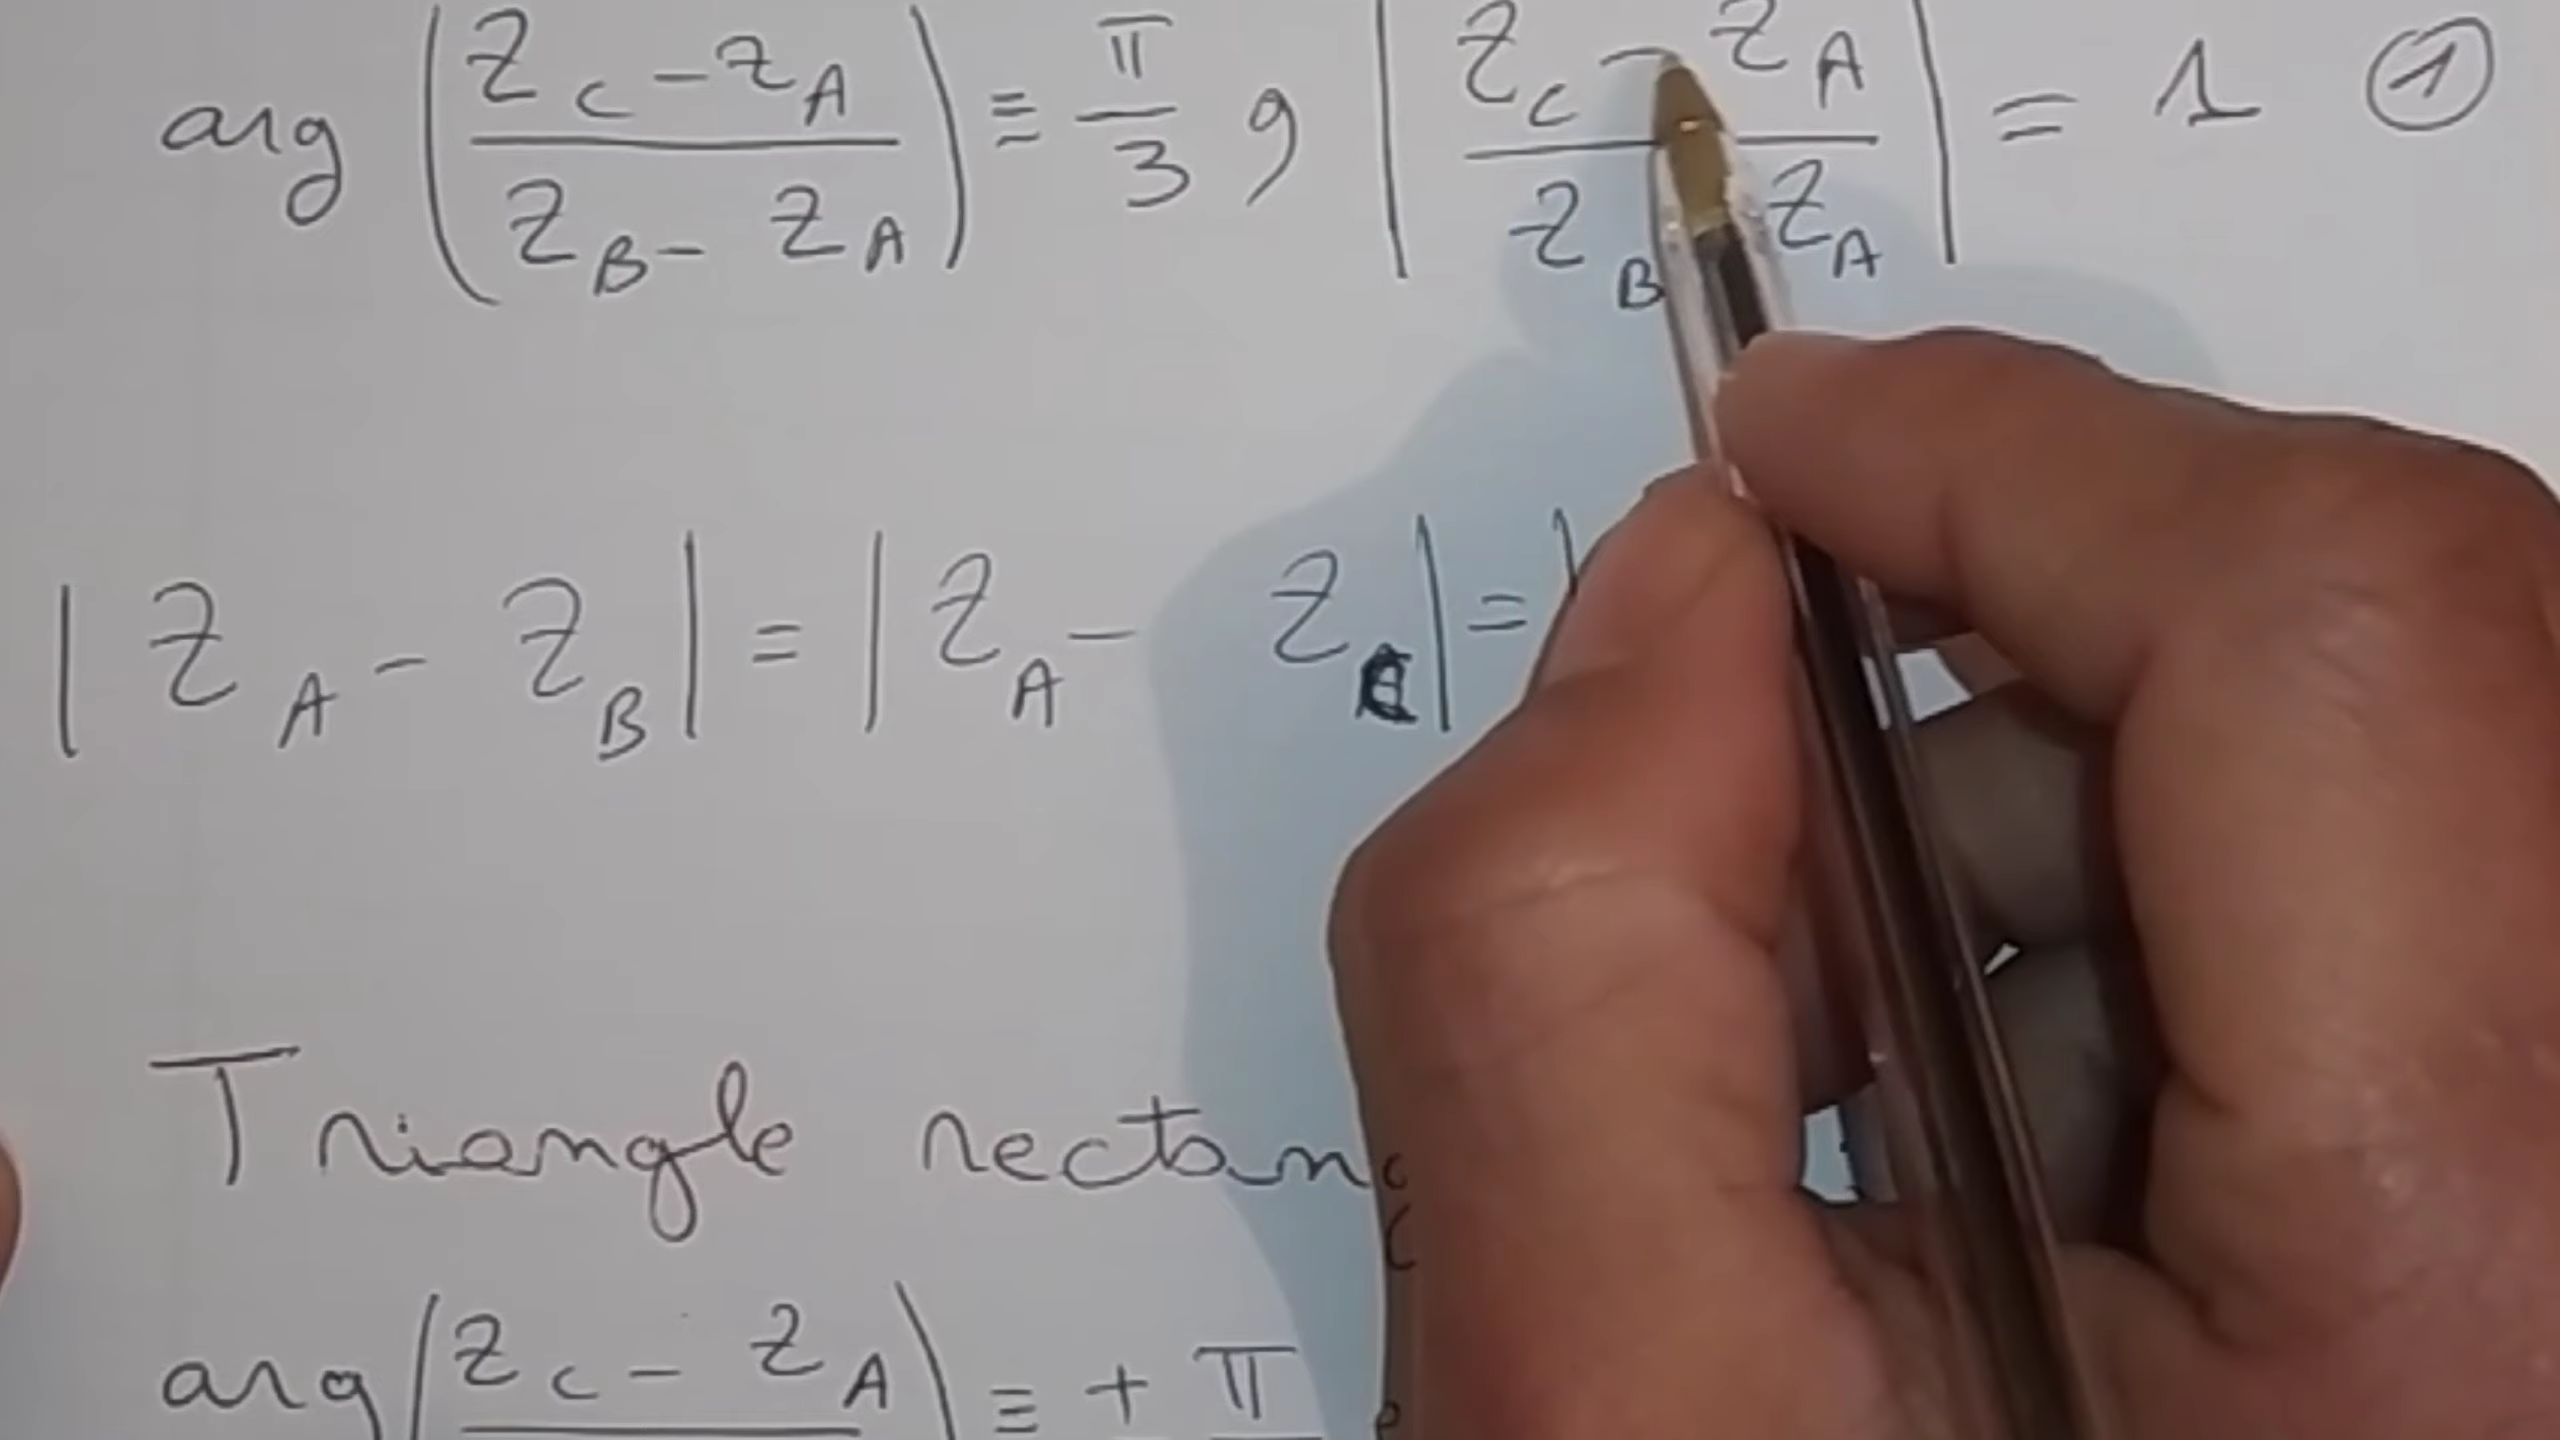 arg ( (Z_C - Z_A) / (Z_B - Z_A) ) ≡ π/3 و | (Z_C - Z_A) / (Z_B Z_A) | = 1 ①
| Z_A - Z_B | = | Z_A - Z_C | = |
Triangle rectan
arg ( Z_C - Z_A ) ≡ ± π